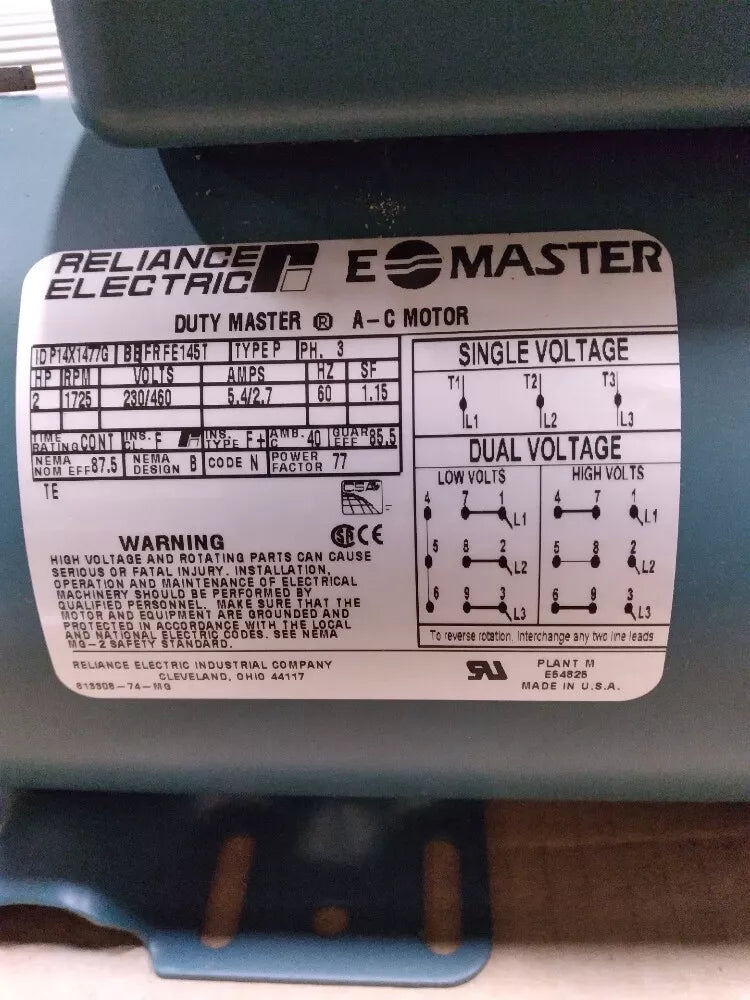 RELIANCE
ELECTRIC
E MASTER
DUTY MASTER ® A-C MOTOR
ID P14X1477G FR FE145T TYPE P PH. 3
HP RPM VOLTS AMPS HZ SF
2 1725 230/460 5.4/2.7 60 1.15
TIME RATING CONT INS. CL. F INS. TYPE F+ AMB. C 40 GUAR EFF 85.5
NEMA NOM EFF 87.5 NEMA DESIGN B CODE N POWER FACTOR 77
TE
WARNING
HIGH VOLTAGE AND ROTATING PARTS CAN CAUSE
SERIOUS OR FATAL INJURY. INSTALLATION,
OPERATION AND MAINTENANCE OF ELECTRICAL
MACHINERY SHOULD BE PERFORMED BY
QUALIFIED PERSONNEL. MAKE SURE THAT THE
MOTOR AND EQUIPMENT ARE GROUNDED AND
PROTECTED IN ACCORDANCE WITH THE LOCAL
AND NATIONAL ELECTRIC CODES. SEE NEMA
MG-2 SAFETY STANDARD.
RELIANCE ELECTRIC INDUSTRIAL COMPANY
CLEVELAND, OHIO 44117
SINGLE VOLTAGE
T1 T2 T3
L1 L2 L3
DUAL VOLTAGE
LOW VOLTS HIGH VOLTS
4 7 1 L1 4 7 1 L1
5 8 2 L2 5 8 2 L2
6 9 3 L3 6 9 3 L3
To reverse rotation, interchange any two line leads
PLANT M
MADE IN U.S.A.